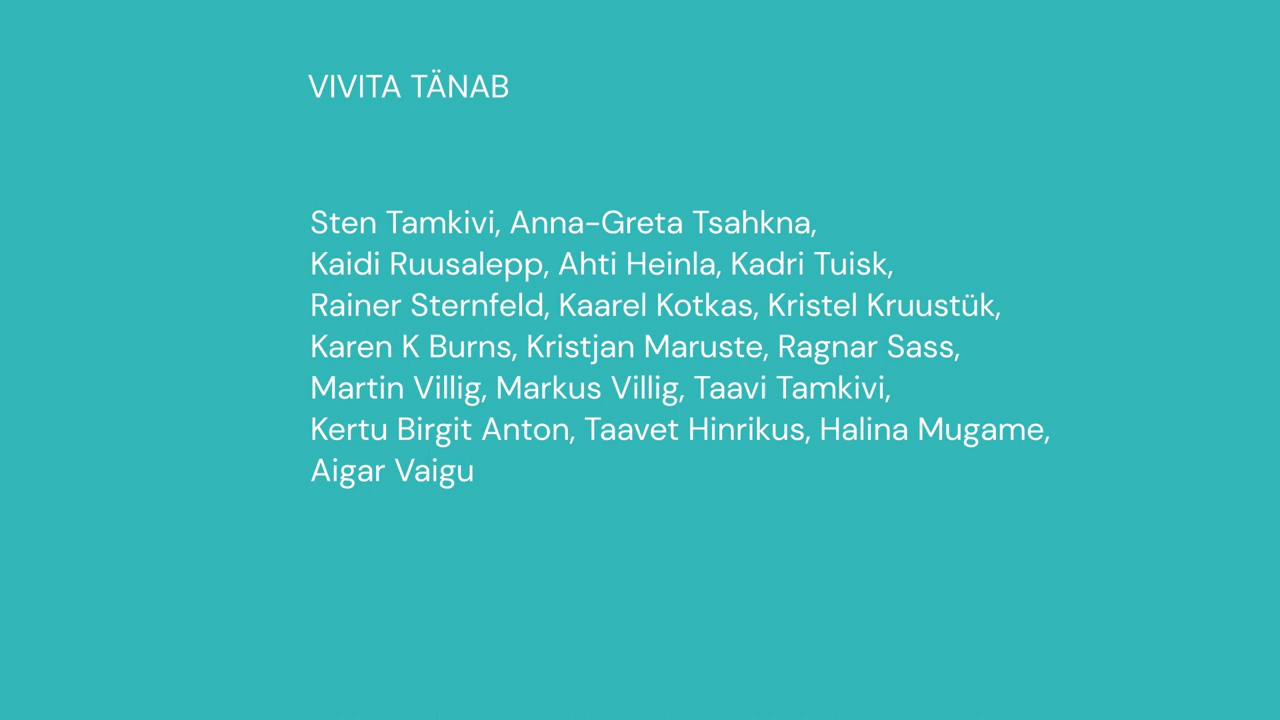 VIVITA TÄNAB
Sten Tamkivi, Anna-Greta Tsahkna,
Kaidi Ruusalepp, Ahti Heinla, Kadri Tuisk,
Rainer Sternfeld, Kaarel Kotkas, Kristel Kruustük,
Karen K Burns, Kristjan Maruste, Ragnar Sass,
Martin Villig, Markus Villig, Taavi Tamkivi,
Kertu Birgit Anton, Taavet Hinrikus, Halina Mugame,
Aigar Vaigu